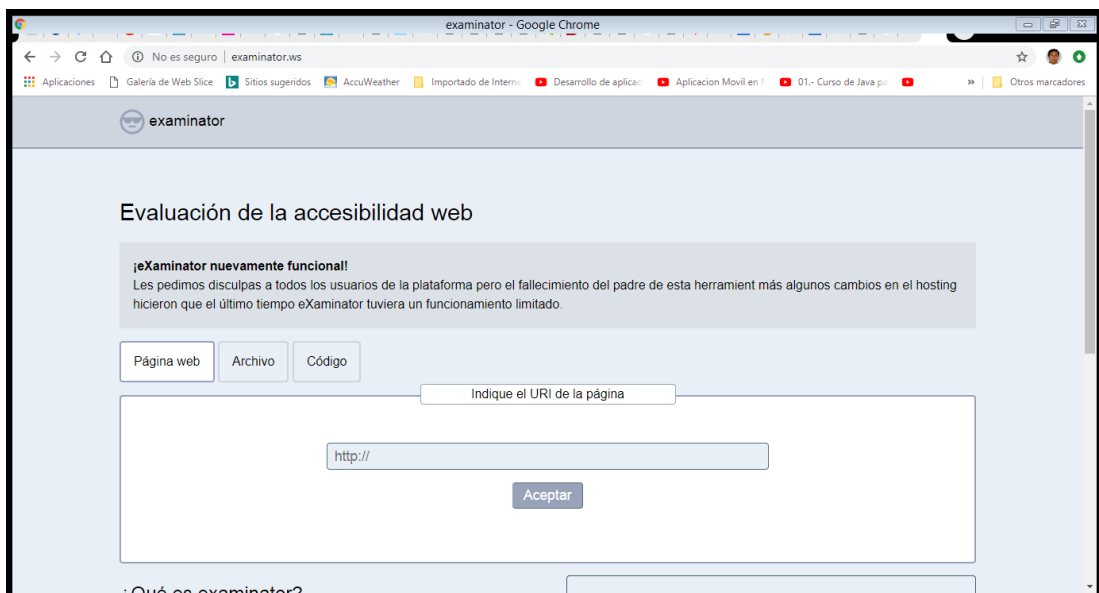 examinator - Google Chrome
No es seguro | examinator.ws
Aplicaciones Galería de Web Slice Sitios sugeridos AccuWeather Importado de Interne Desarrollo de aplicac Aplicacion Movil en 01.- Curso de Java pa » Otros marcadores
examinator
Evaluación de la accesibilidad web
¡eXaminator nuevamente funcional!
Les pedimos disculpas a todos los usuarios de la plataforma pero el fallecimiento del padre de esta herramient más algunos cambios en el hosting
hicieron que el último tiempo eXaminator tuviera un funcionamiento limitado.
Página web Archivo Código
Indique el URI de la página
http://
Aceptar
¿Qué es examinator?